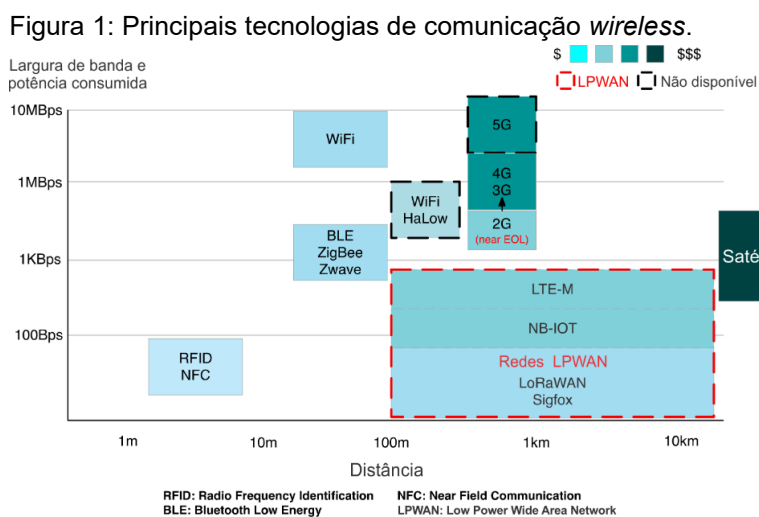 Figura 1: Principais tecnologias de comunicação wireless.
$ $$$
LPWAN Não disponível
Largura de banda e
potência consumida
10MBps
1MBps
1KBps
100Bps
WiFi
5G
4G
3G
WiFi
HaLow
2G
(near EOL)
BLE
ZigBee
Zwave
Saté
LTE-M
NB-IOT
RFID
NFC
Redes LPWAN
LoRaWAN
Sigfox
1m 10m 100m 1km 10km
Distância
RFID: Radio Frequency Identification NFC: Near Field Communication
BLE: Bluetooth Low Energy LPWAN: Low Power Wide Area Network